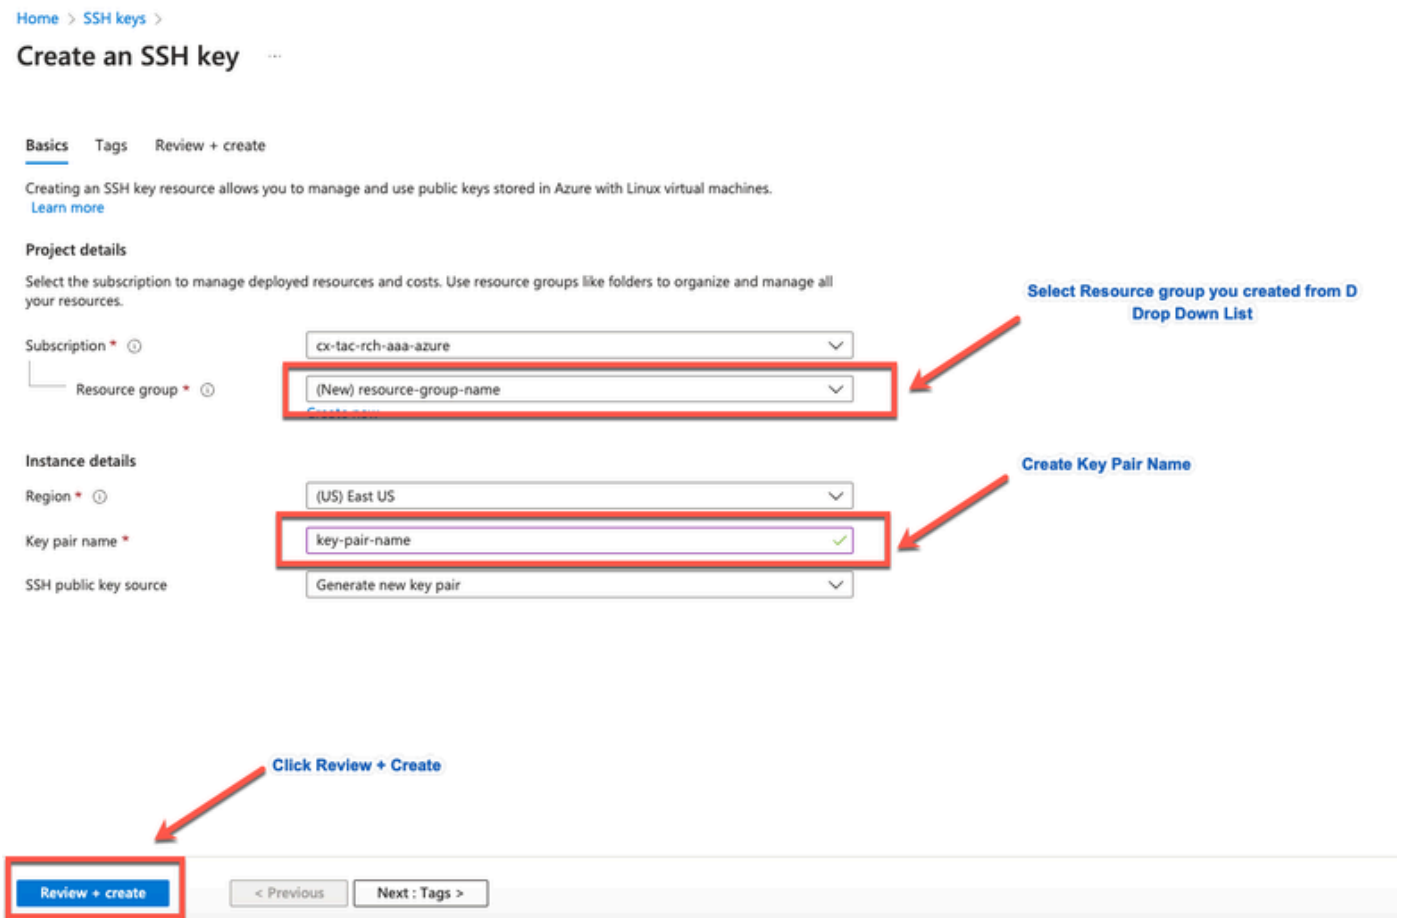 Home > SSH keys >
Create an SSH key ...
Basics Tags Review + create
Creating an SSH key resource allows you to manage and use public keys stored in Azure with Linux virtual machines.
Learn more
Project details
Select the subscription to manage deployed resources and costs. Use resource groups like folders to organize and manage all
your resources.
Select Resource group you created from D
Drop Down List
Subscription * cx-tac-rch-aaa-azure
Resource group * (New) resource-group-name
Create new
Instance details
Create Key Pair Name
Region * (US) East US
Key pair name * key-pair-name
SSH public key source Generate new key pair
Click Review + Create
Review + create < Previous Next : Tags >